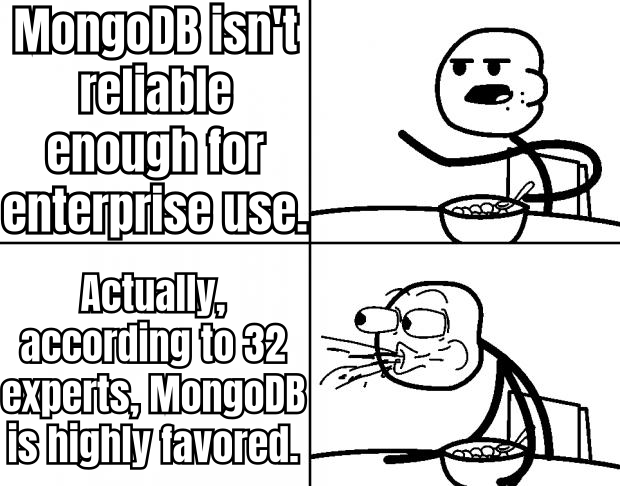 MongoDB isn't
reliable
enough for
enterprise use.
Actually,
according to 32
experts, MongoDB
is highly favored.